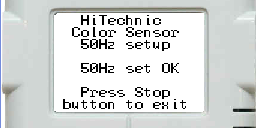 HiTechnic
Color Sensor
50Hz setup
50Hz set OK
Press Stop
button to exit